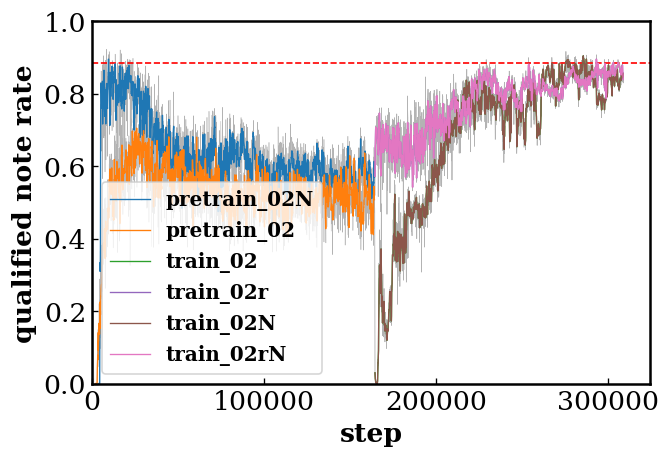 1.0
0.8
0.6
0.4
0.2
0.0
qualified note rate
pretrain_02N
pretrain_02
train_02
train_02r
train_02N
train_02rN
0
100000
200000
300000
step